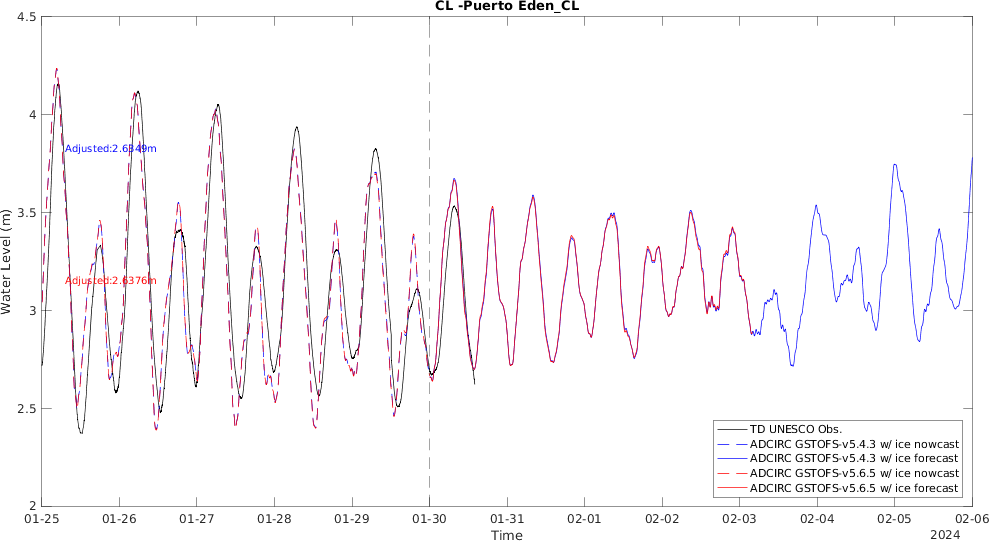 CL -Puerto Eden_CL
4.5
4
3.5
3
2.5
2
Water Level (m)
Adjusted:2.6349m
Adjusted:2.6376m
TD UNESCO Obs.
ADCIRC GSTOFS-v5.4.3 w/ ice nowcast
ADCIRC GSTOFS-v5.4.3 w/ ice forecast
ADCIRC GSTOFS-v5.6.5 w/ ice nowcast
ADCIRC GSTOFS-v5.6.5 w/ ice forecast
01-25 01-26 01-27 01-28 01-29 01-30 01-31 02-01 02-02 02-03 02-04 02-05 02-06
Time
2024